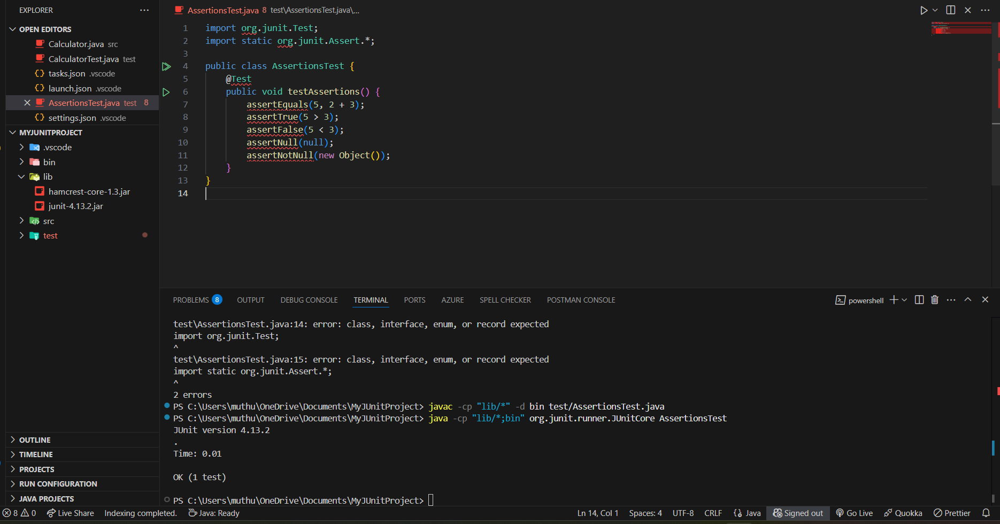 EXPLORER
OPEN EDITORS
Calculator.java src
CalculatorTest.java test
tasks.json .vscode
launch.json .vscode
AssertionsTest.java test 8
settings.json .vscode
MYJUNITPROJECT
.vscode
bin
lib
hamcrest-core-1.3.jar
junit-4.13.2.jar
src
test
OUTLINE
TIMELINE
PROJECTS
RUN CONFIGURATION
JAVA PROJECTS
AssertionsTest.java 8 test\AssertionsTest.java\...
1 import org.junit.Test;
2 import static org.junit.Assert.*;
3
4 public class AssertionsTest {
5 @Test
6 public void testAssertions() {
7 assertEquals(5, 2 + 3);
8 assertTrue(5 > 3);
9 assertFalse(5 < 3);
10 assertNull(null);
11 assertNotNull(new Object());
12 }
13 }
14
PROBLEMS 8 OUTPUT DEBUG CONSOLE TERMINAL PORTS AZURE SPELL CHECKER POSTMAN CONSOLE powershell
test\AssertionsTest.java:14: error: class, interface, enum, or record expected
import org.junit.Test;
^
test\AssertionsTest.java:15: error: class, interface, enum, or record expected
import static org.junit.Assert.*;
^
2 errors
PS C:\Users\muthu\OneDrive\Documents\MyJUnitProject> javac -cp "lib/*" -d bin test/AssertionsTest.java
PS C:\Users\muthu\OneDrive\Documents\MyJUnitProject> java -cp "lib/*;bin" org.junit.runner.JUnitCore AssertionsTest
JUnit version 4.13.2
.
Time: 0.01
OK (1 test)
PS C:\Users\muthu\OneDrive\Documents\MyJUnitProject>
8 0 Live Share Indexing completed. Java: Ready Ln 14, Col 1 Spaces: 4 UTF-8 CRLF {} Java Signed out Go Live Quokka Prettier